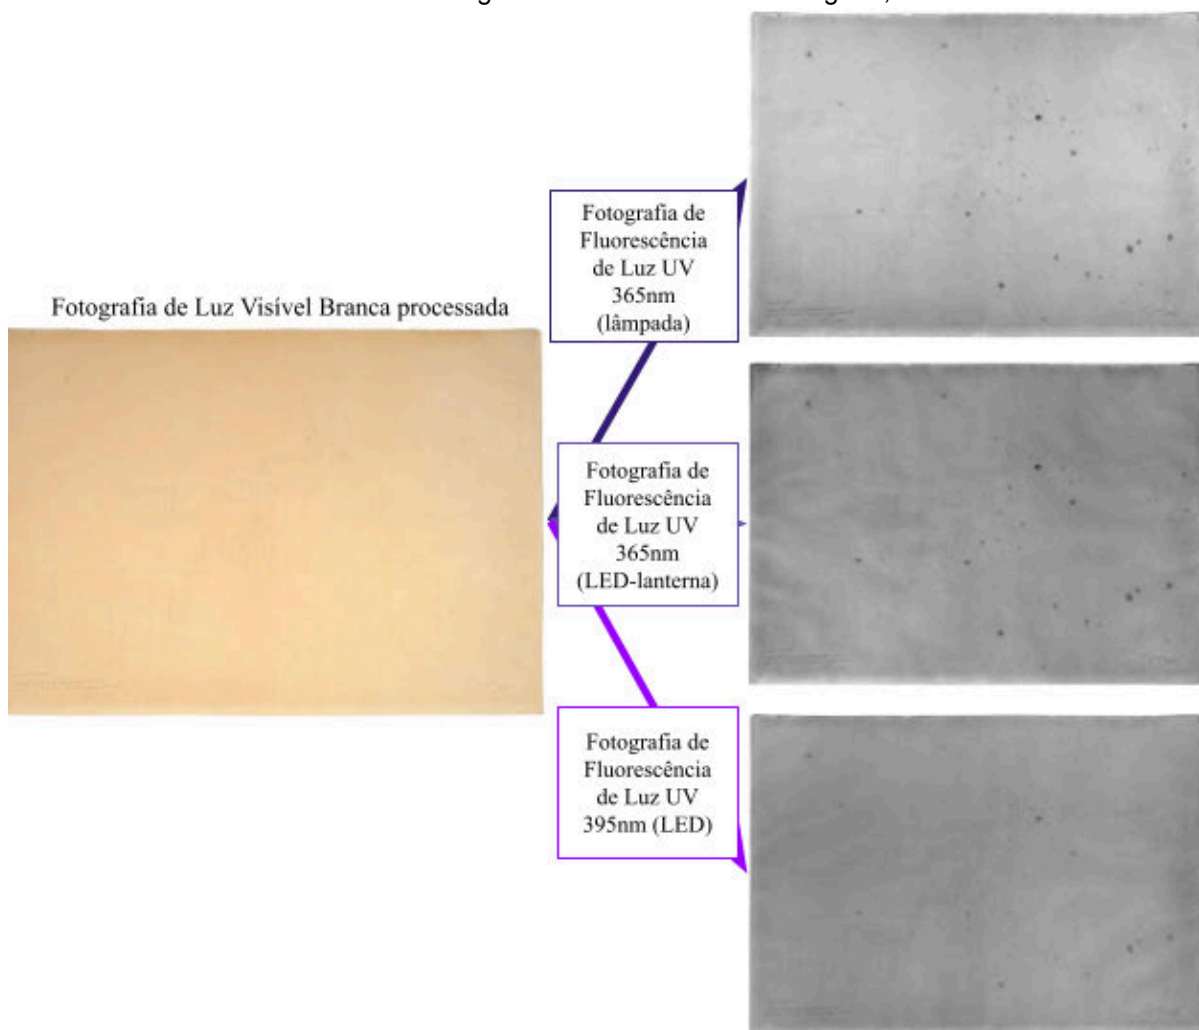 Fotografia de
Fluorescência
de Luz UV
365nm
(lâmpada)
Fotografia de Luz Visível Branca processada
Fotografia de
Fluorescência
de Luz UV
365nm
(LED-lanterna)
Fotografia de
Fluorescência
de Luz UV
395nm (LED)